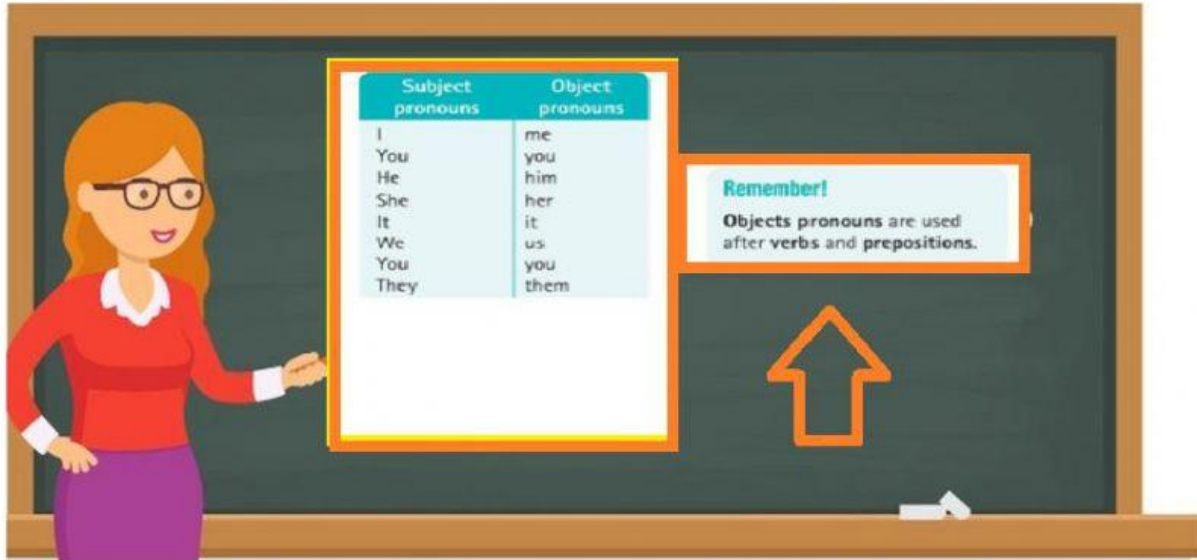 Subject Object
pronouns pronouns
I me
You you
He him
She her
It it
We us
You you
They them
Remember!
Objects pronouns are used
after verbs and prepositions.